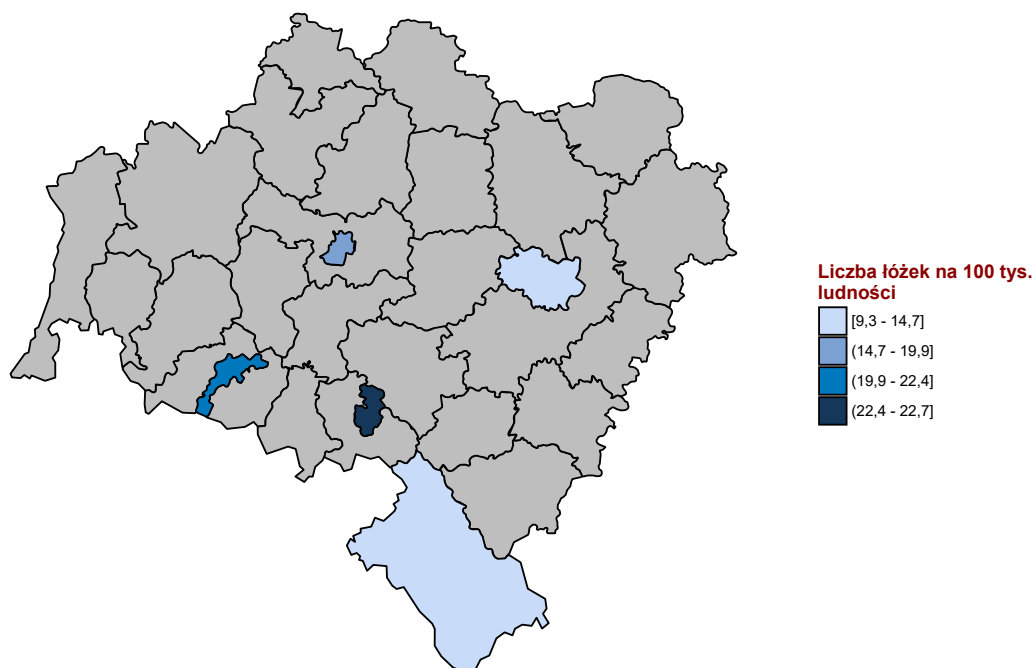 Liczba łóżek na 100 tys.
ludności
[9,3 - 14,7]
(14,7 - 19,9]
(19,9 - 22,4]
(22,4 - 22,7]